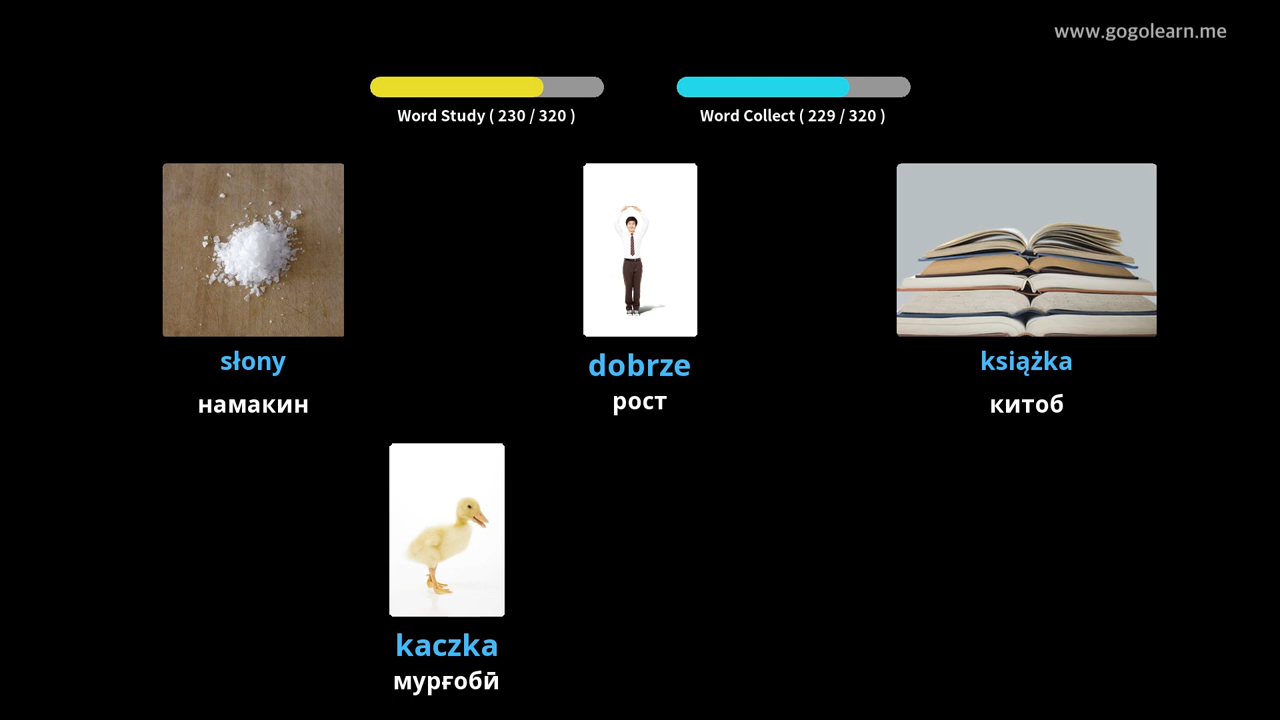 www.gogolearn.me
Word Study ( 230 / 320 )
Word Collect ( 229 / 320 )
słony
dobrze
książka
намакин
рост
китоб
kaczka
мурғобӣ